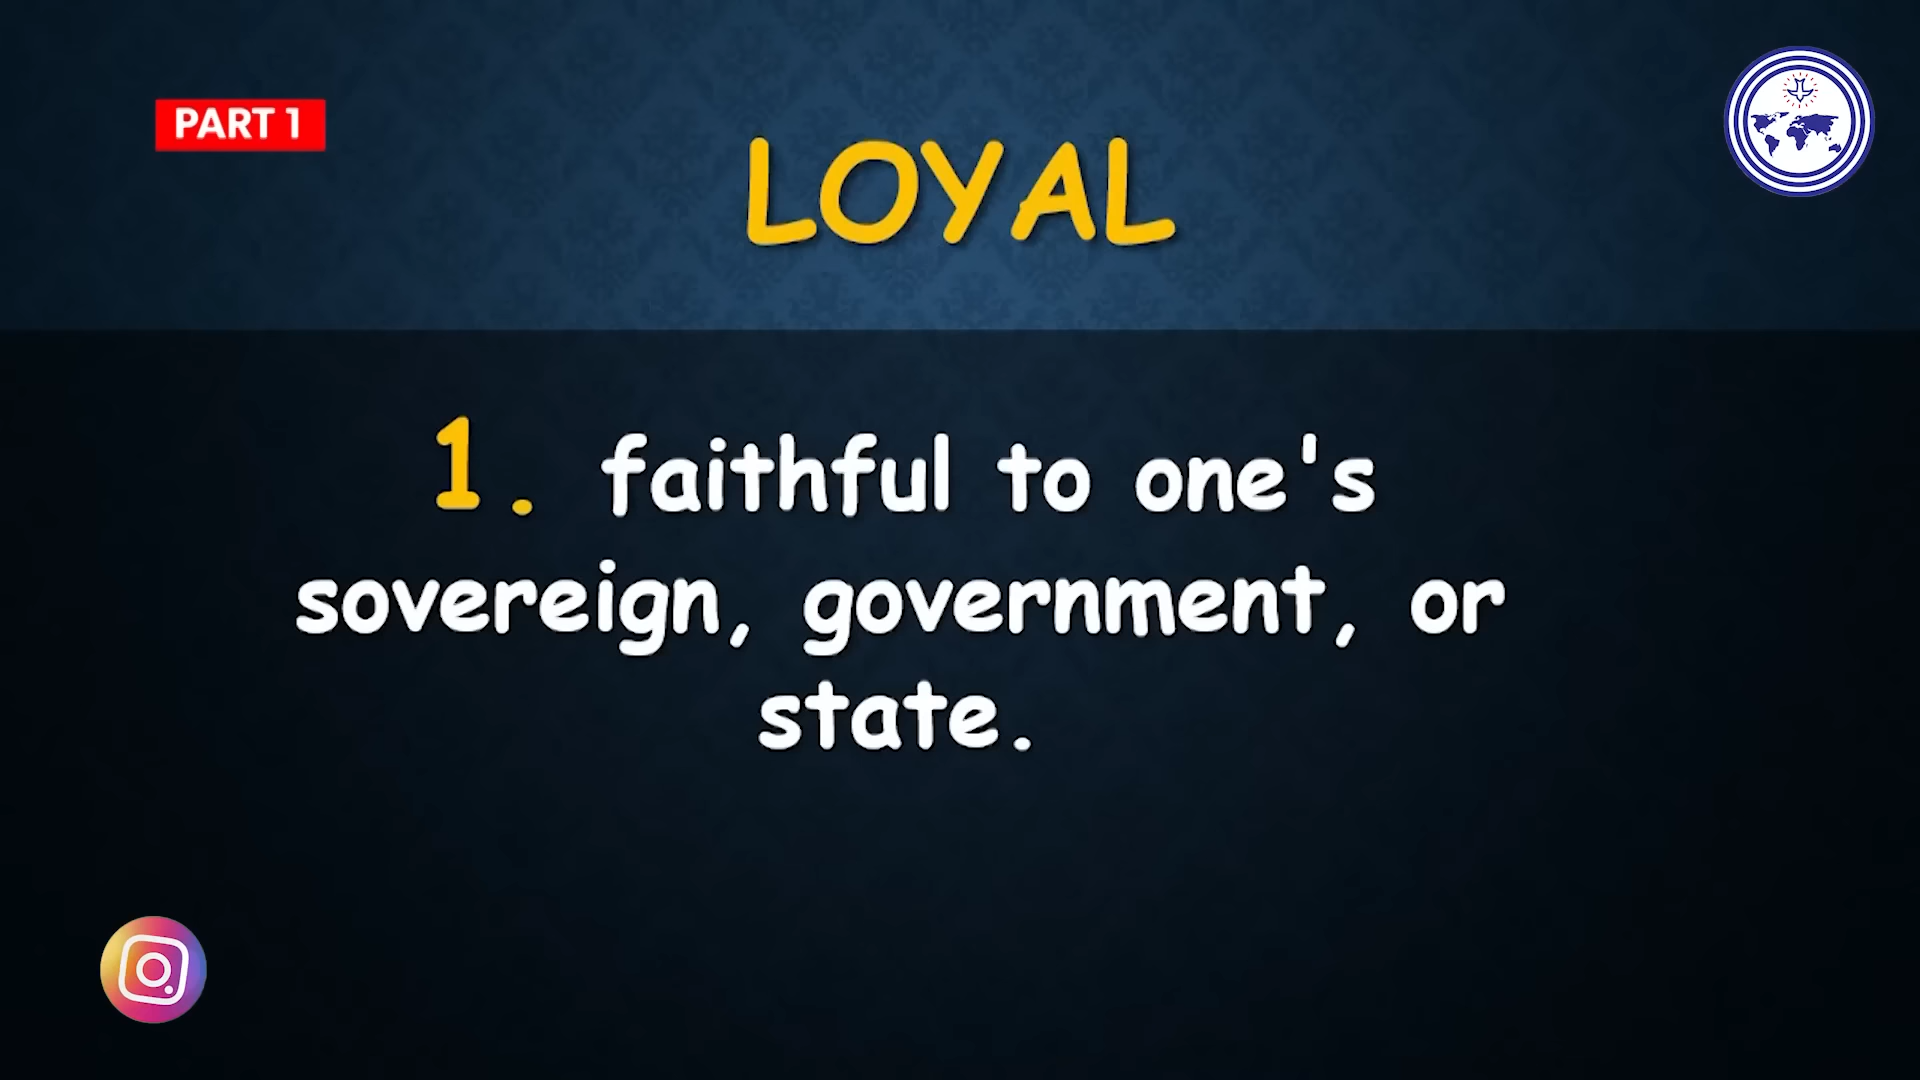 PART 1
LOYAL
1. faithful to one's
sovereign, government, or
state.